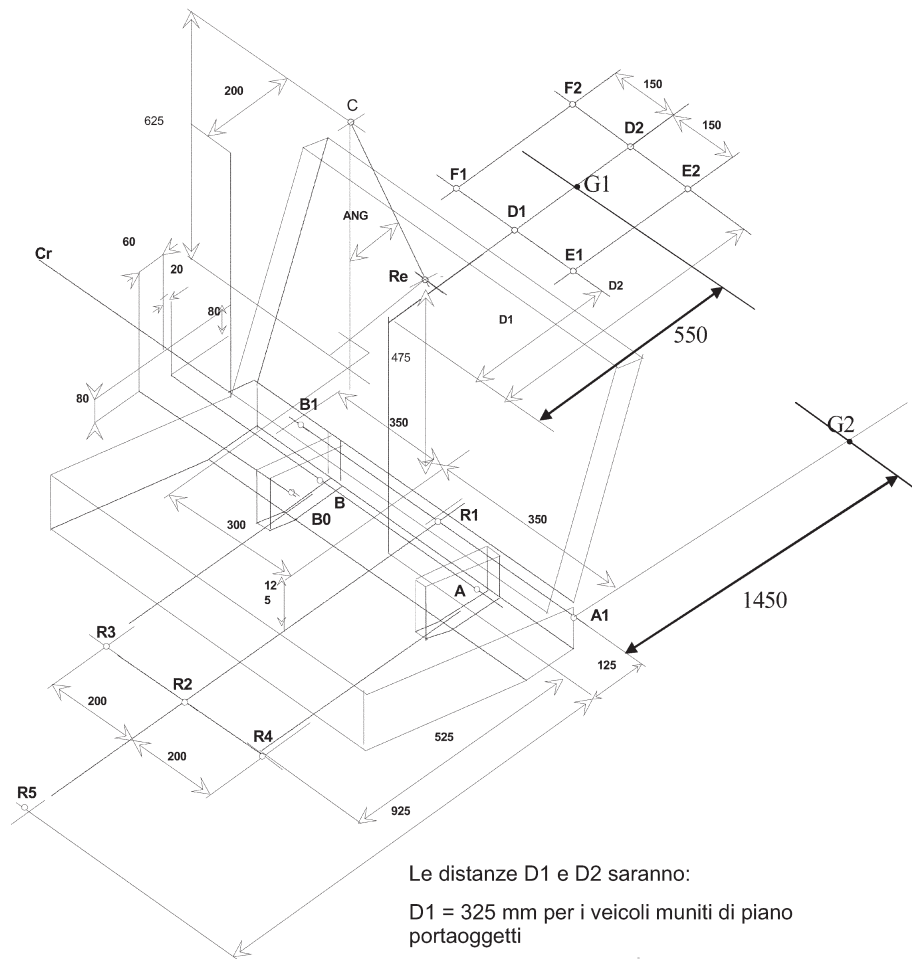 F2
150
D2
150
200
C
625
E2
F1
G1
D1
ANG
Cr
60
E1
20
Re
D2
80
D1
550
475
80
B1
350
G2
B
R1
B0
300
350
12
5
A
1450
A1
R3
125
R2
200
R4
525
200
R5
925
Le distanze D1 e D2 saranno:
D1 = 325 mm per i veicoli muniti di piano
portaoggetti